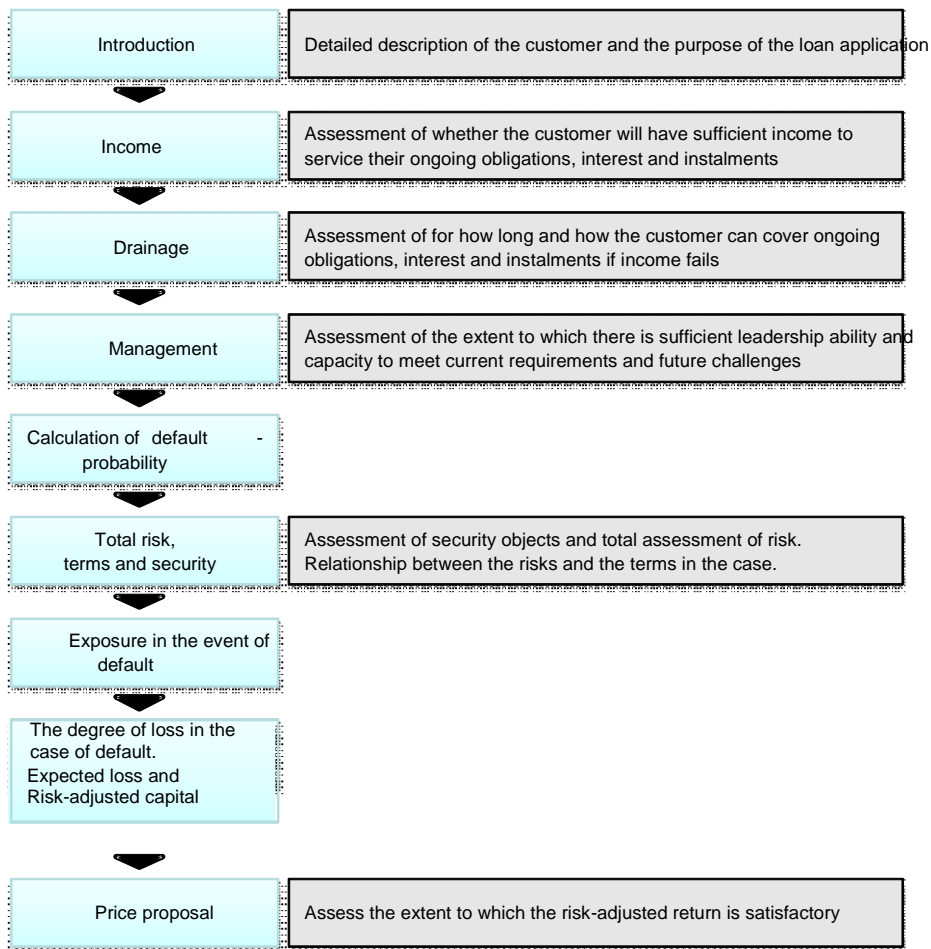 Introduction
Detailed description of the customer and the purpose of the loan application
Income
Assessment of whether the customer will have sufficient income to
service their ongoing obligations, interest and instalments
Drainage
Assessment of for how long and how the customer can cover ongoing
obligations, interest and instalments if income fails
Management
Assessment of the extent to which there is sufficient leadership ability and
capacity to meet current requirements and future challenges
Calculation of default -
probability
Total risk,
terms and security
Assessment of security objects and total assessment of risk.
Relationship between the risks and the terms in the case.
Exposure in the event of
default
The degree of loss in the
case of default.
Expected loss and
Risk-adjusted capital
Price proposal
Assess the extent to which the risk-adjusted return is satisfactory